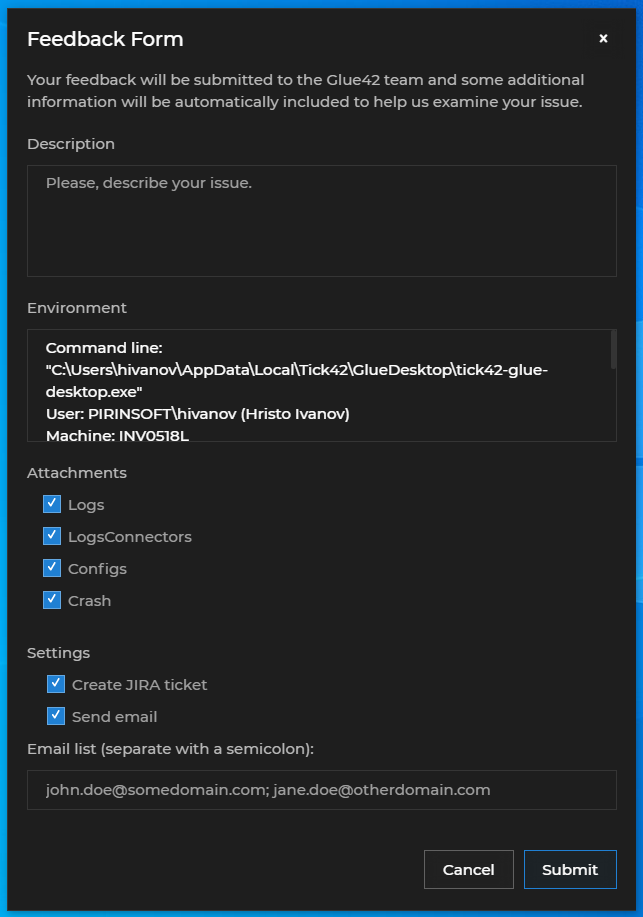 Feedback Form
Your feedback will be submitted to the Glue42 team and some additional
information will be automatically included to help us examine your issue.
Description
Please, describe your issue.
Environment
Command line:
"C:\Users\hivanov\AppData\Local\Tick42\GlueDesktop\tick42-glue-
desktop.exe"
User: PIRINSOFT\hivanov (Hristo Ivanov)
Machine: INV0518L
Attachments
Logs
LogsConnectors
Configs
Crash
Settings
Create JIRA ticket
Send email
Email list (separate with a semicolon):
john.doe@somedomain.com; jane.doe@otherdomain.com
Cancel Submit